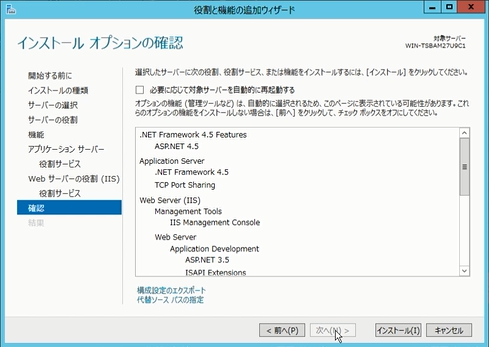 役割と機能の追加ウィザード
インストール オプションの確認
対象サーバー
WIN-TSBAM27U9C1
開始する前に
インストールの種類
サーバーの選択
サーバーの役割
機能
アプリケーション サーバー
役割サービス
Web サーバーの役割 (IIS)
役割サービス
確認
結果
選択したサーバーに次の役割、役割サービス、または機能をインストールするには、[インストール] をクリックしてください。
必要に応じて対象サーバーを自動的に再起動する
オプションの機能 (管理ツールなど) は、自動的に選択されるため、このページに表示されている可能性があります。これ
らのオプションの機能をインストールしない場合は、[前へ] をクリックして、チェック ボックスをオフにしてください。
.NET Framework 4.5 Features
ASP.NET 4.5
Application Server
.NET Framework 4.5
TCP Port Sharing
Web Server (IIS)
Management Tools
IIS Management Console
Web Server
Application Development
ASP.NET 3.5
ISAPI Extensions
構成設定のエクスポート
代替ソース パスの指定
< 前へ(P)
次へ(N) >
インストール(I)
キャンセル